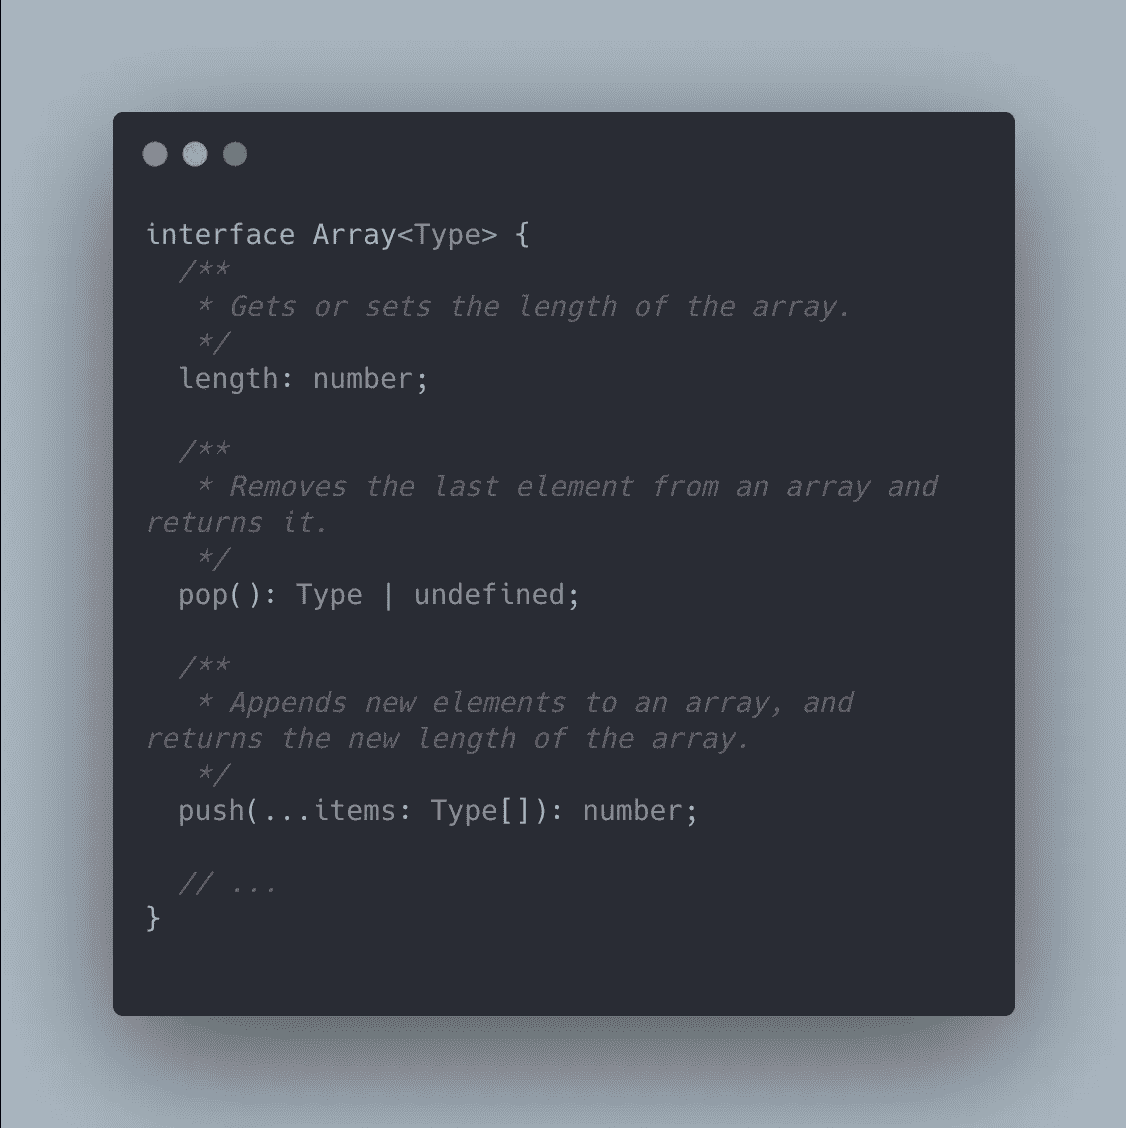 interface Array<Type> {
  /**
   * Gets or sets the length of the array.
   */
  length: number;

  /**
   * Removes the last element from an array and
returns it.
   */
  pop(): Type | undefined;

  /**
   * Appends new elements to an array, and
returns the new length of the array.
   */
  push(...items: Type[]): number;

  // ...
}